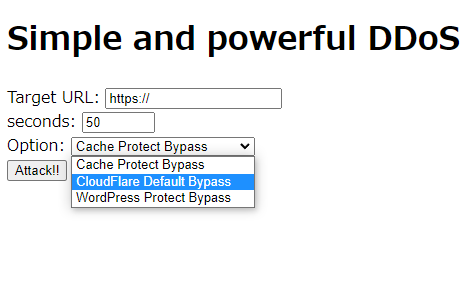 Simple and powerful DDoS
Target URL: https://
seconds: 50
Option: Cache Protect Bypass
Cache Protect Bypass
Attack!! CloudFlare Default Bypass
WordPress Protect Bypass